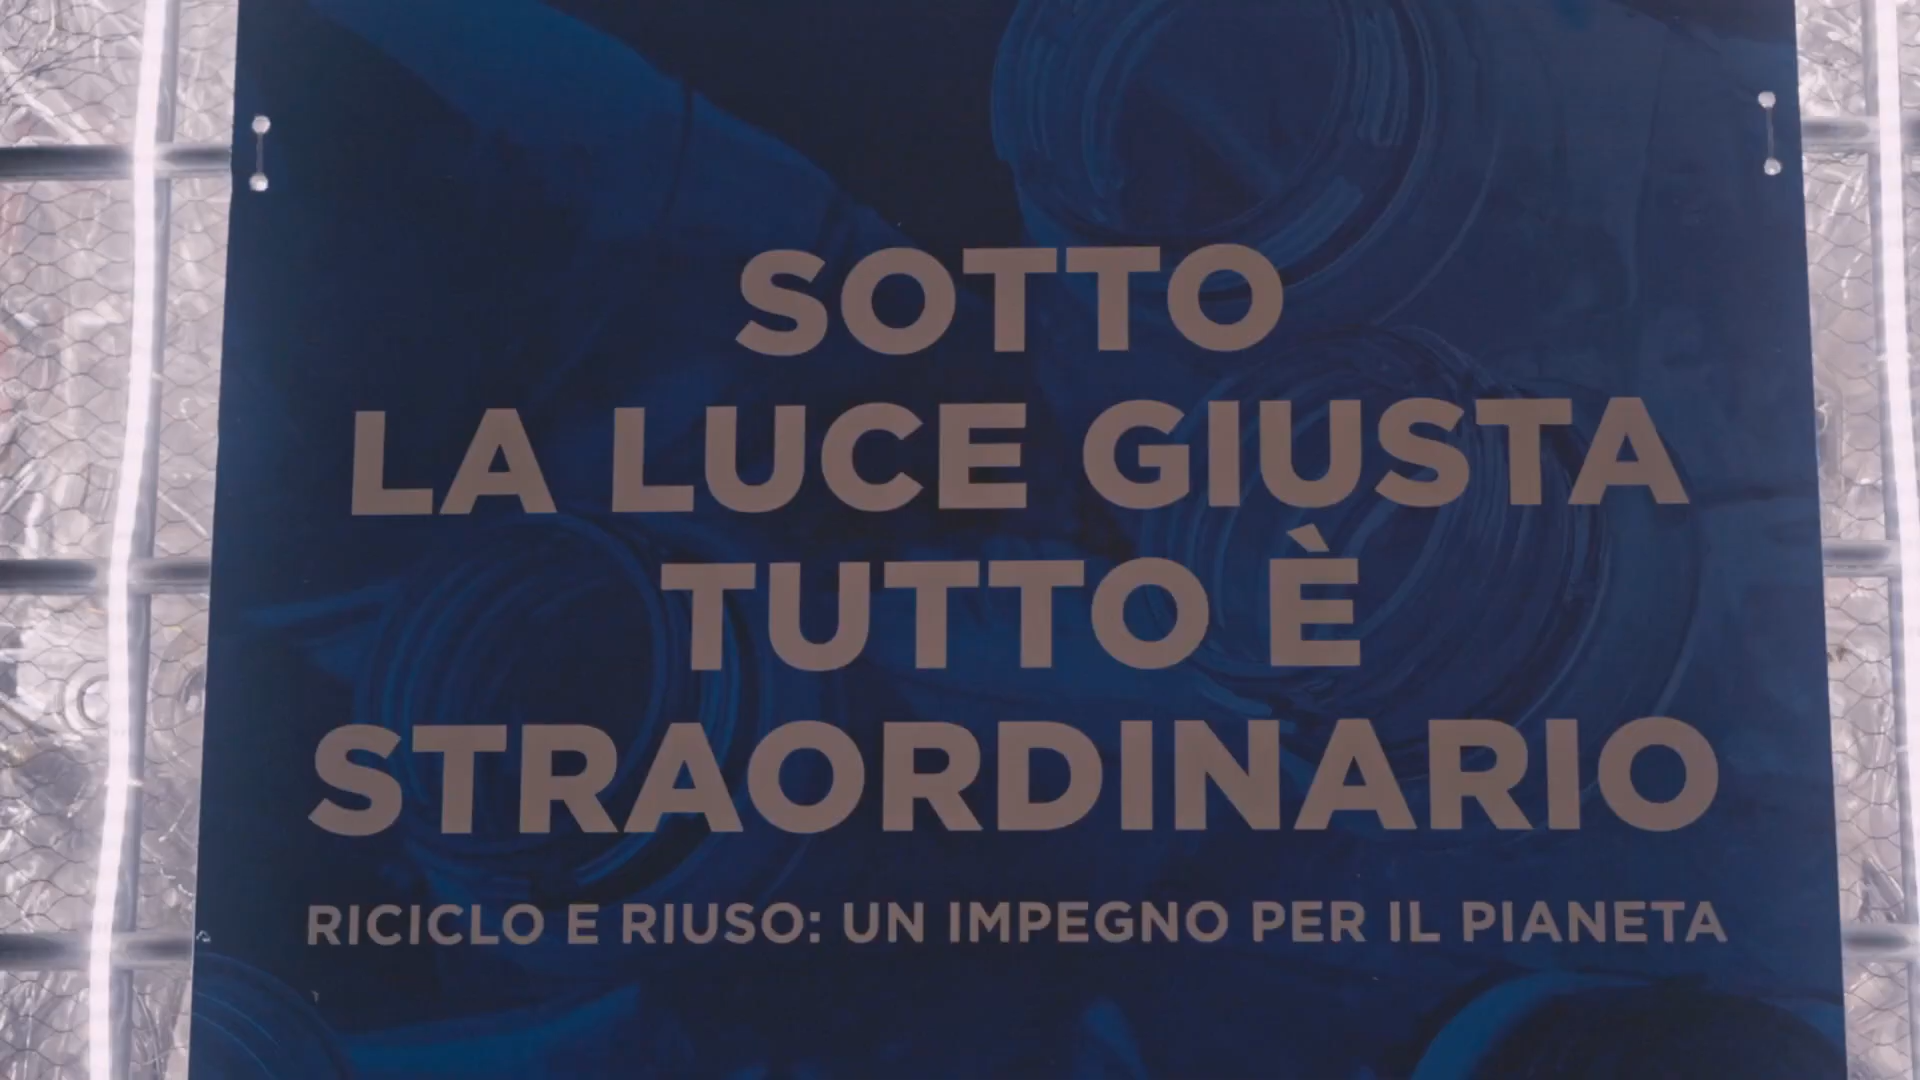 SOTTO
LA LUCE GIUSTA
TUTTO È
STRAORDINARIO
RICICLO E RIUSO: UN IMPEGNO PER IL PIANETA